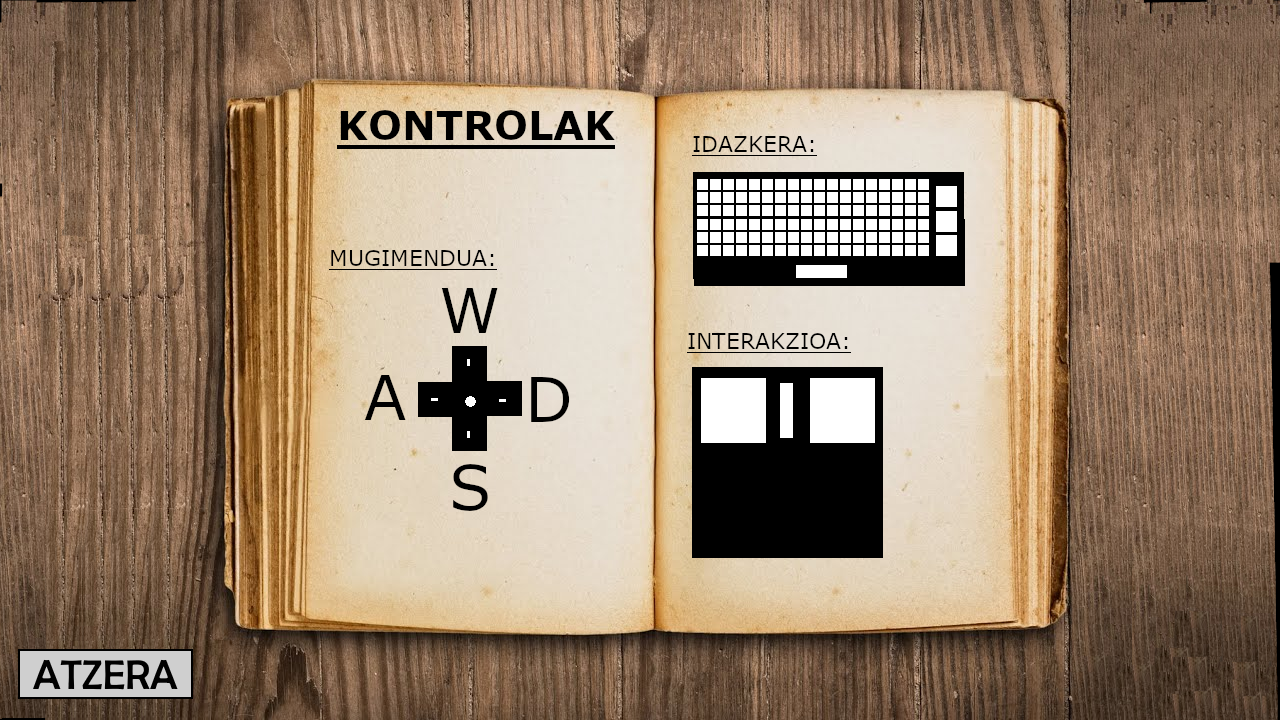 KONTROLAK
MUGIMENDUA:
W
A D
S
IDAZKERA:
INTERAKZIOA:
ATZERA